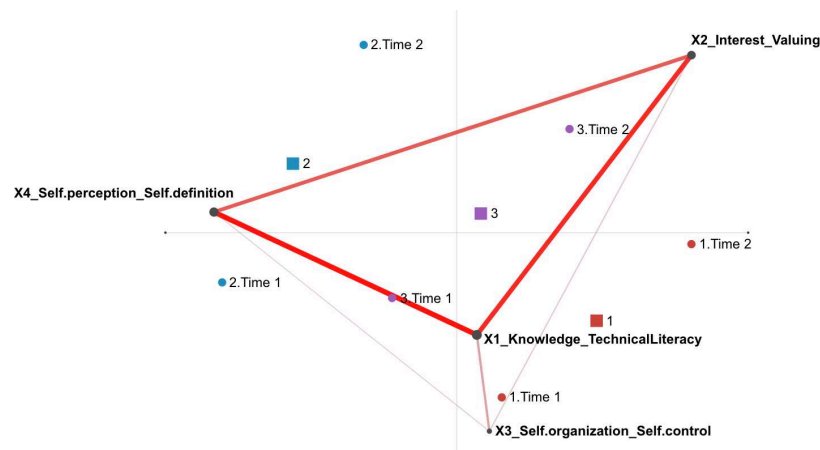 X2_Interest_Valuing
2.Time 2
3.Time 2
2
X4_Self.perception_Self.definition
3
1.Time 2
2.Time 1
3.Time 1
1
X1_Knowledge_TechnicalLiteracy
1.Time 1
X3_Self.organization_Self.control